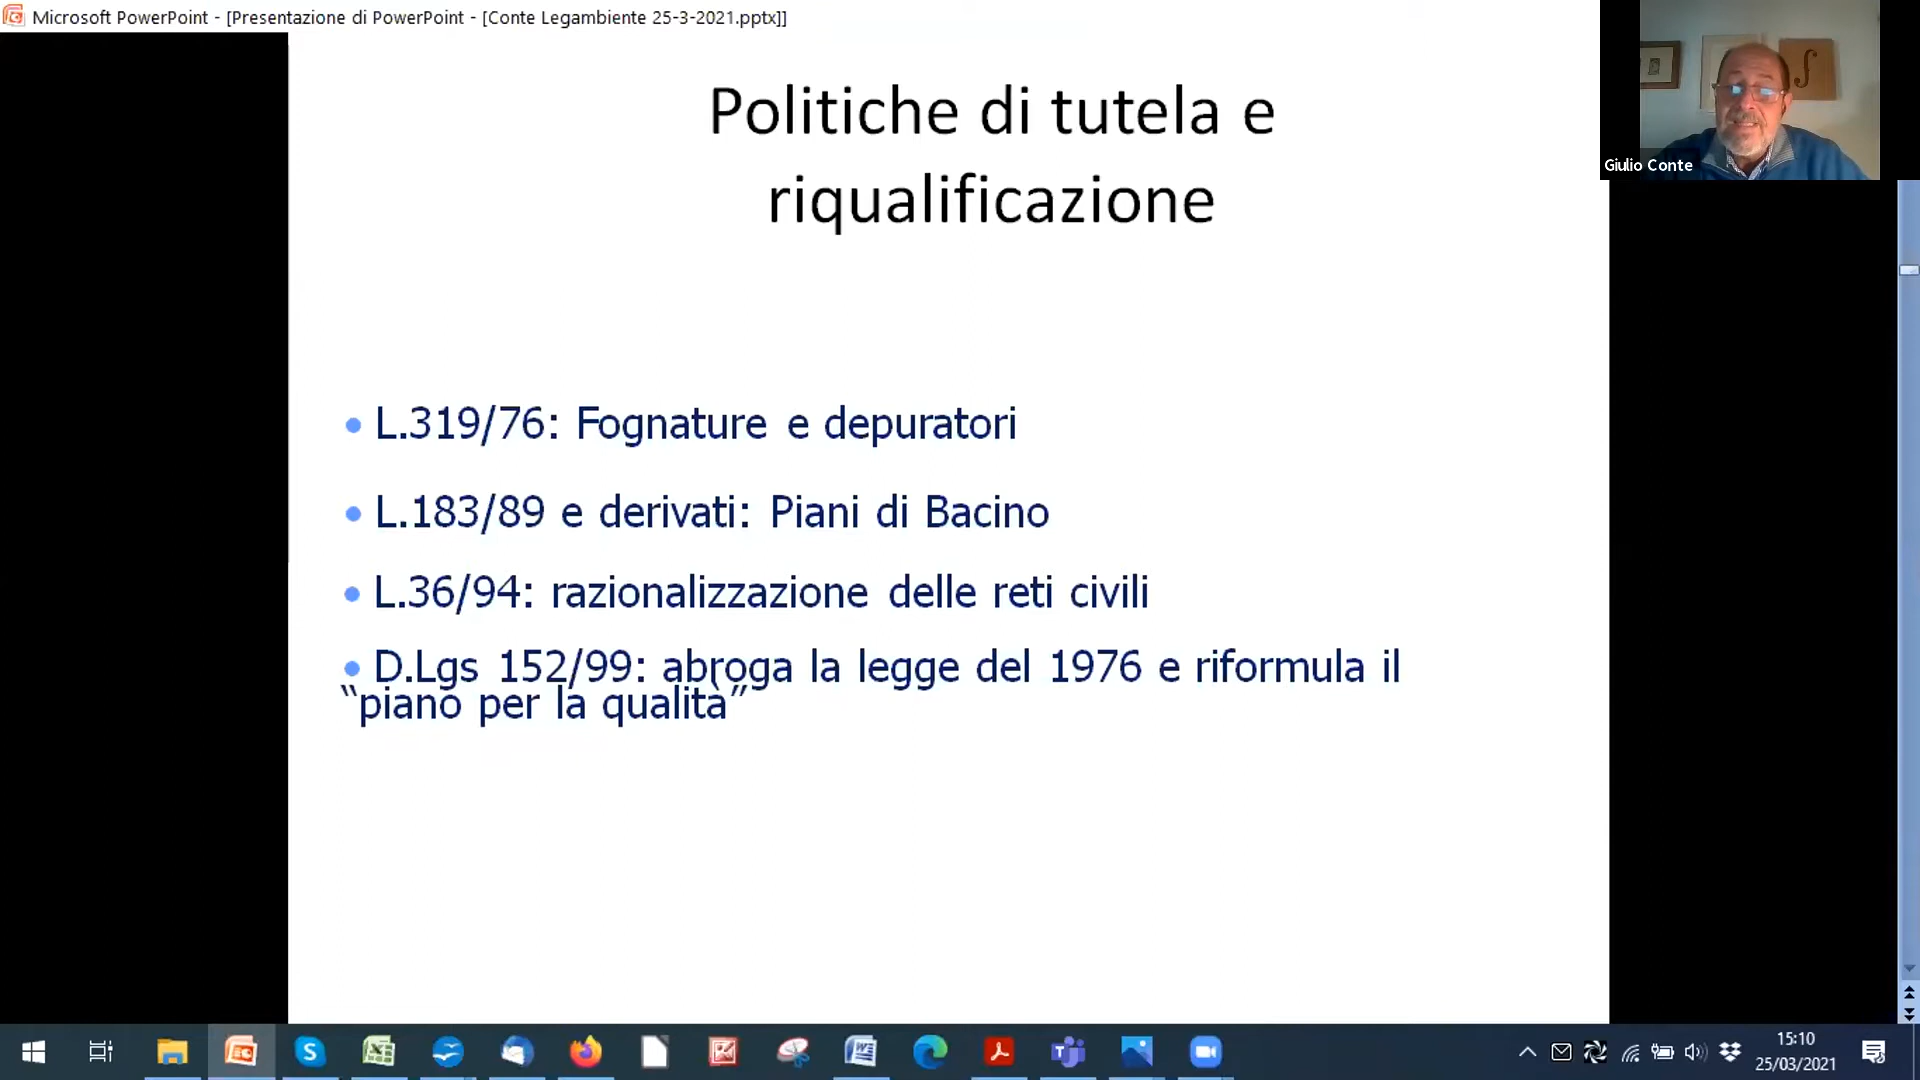 Microsoft PowerPoint - [Presentazione di PowerPoint - [Conte Legambiente 25-3-2021.pptx]]
Giulio Conte
Politiche di tutela e
riqualificazione
• L.319/76: Fognature e depuratori
• L.183/89 e derivati: Piani di Bacino
• L.36/94: razionalizzazione delle reti civili
• D.Lgs 152/99: abroga la legge del 1976 e riformula il
“piano per la qualità”
15:10
25/03/2021